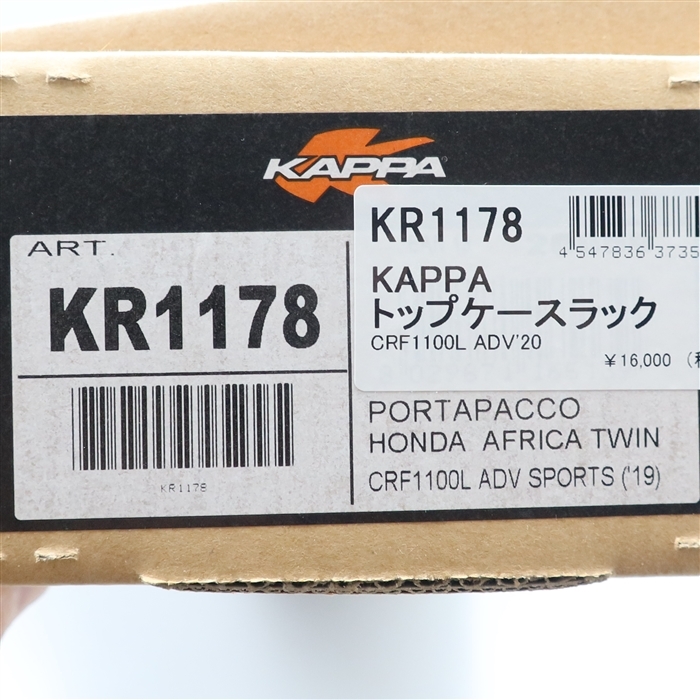 KAPPA
ART.
KR1178
KR1178
KR1178
4 547836 3735
KAPPA
トップケースラック
CRF1100L ADV'20
¥16,000
PORTAPACCO
HONDA AFRICA TWIN
CRF1100L ADV SPORTS ('19)